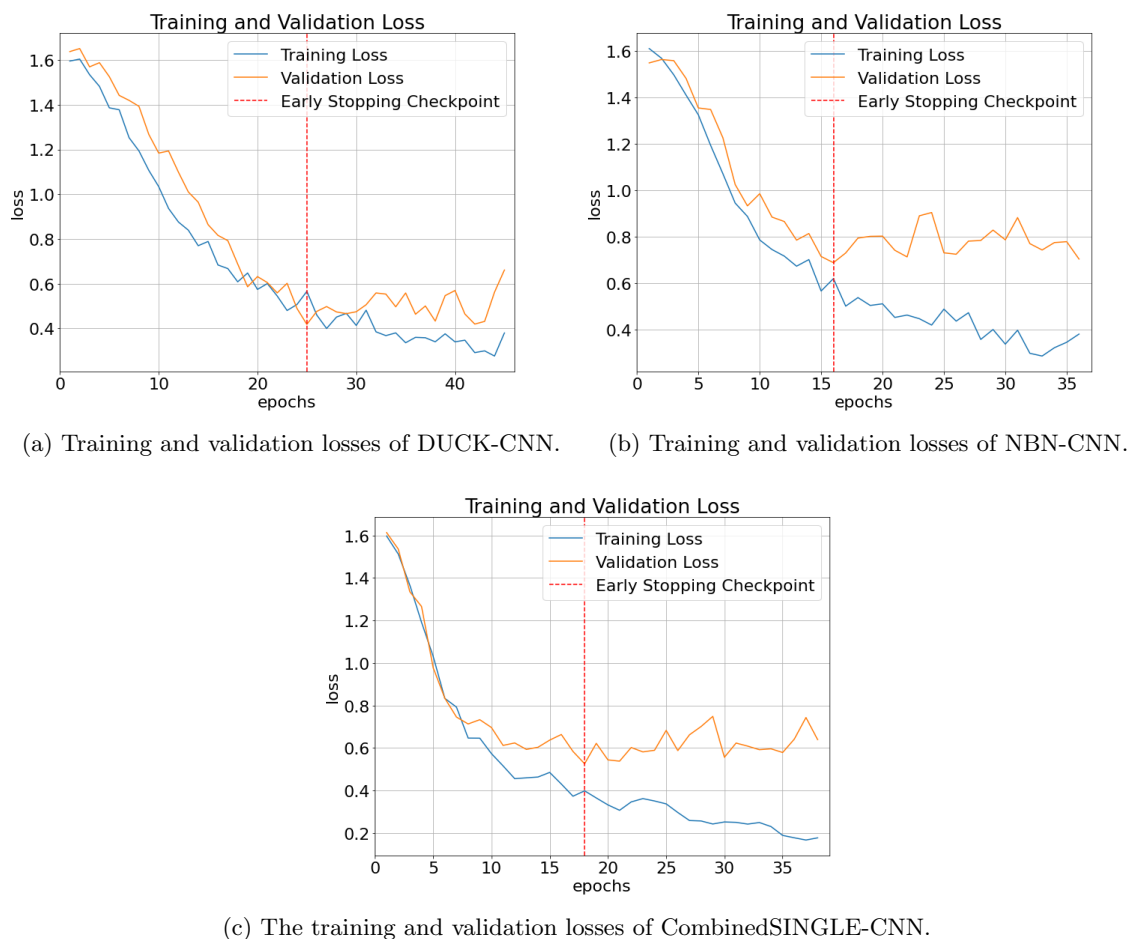 Training and Validation Loss
Training Loss
Validation Loss
Early Stopping Checkpoint
1.6
1.4
1.2
1.0
0.8
0.6
0.4
loss
0 10 20 30 40
epochs
(a) Training and validation losses of DUCK-CNN.
Training and Validation Loss
Training Loss
Validation Loss
Early Stopping Checkpoint
1.6
1.4
1.2
1.0
0.8
0.6
0.4
loss
0 5 10 15 20 25 30 35
epochs
(b) Training and validation losses of NBN-CNN.
Training and Validation Loss
Training Loss
Validation Loss
Early Stopping Checkpoint
1.6
1.4
1.2
1.0
0.8
0.6
0.4
0.2
loss
0 5 10 15 20 25 30 35
epochs
(c) The training and validation losses of CombinedSINGLE-CNN.